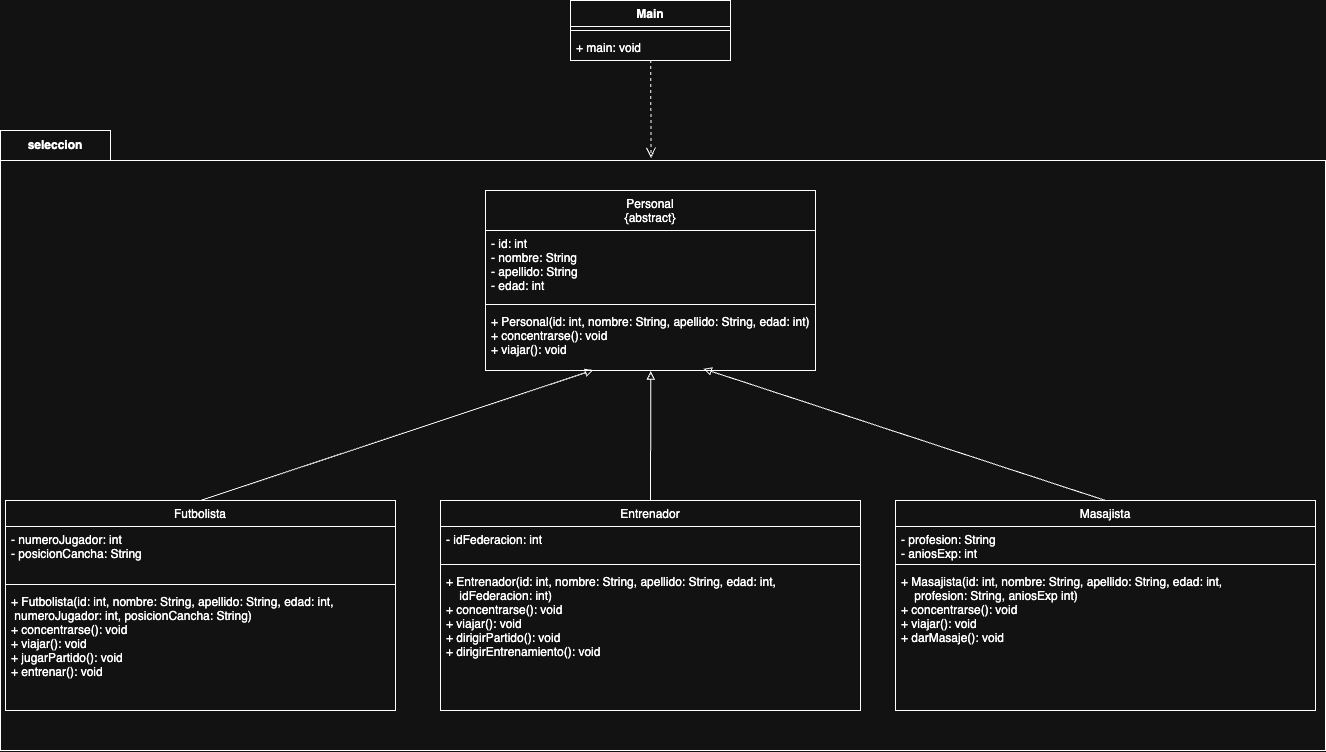 Main
+ main: void
seleccion
Personal
{abstract}
- id: int
- nombre: String
- apellido: String
- edad: int
+ Personal(id: int, nombre: String, apellido: String, edad: int)
+ concentrarse(): void
+ viajar(): void
Futbolista
- numeroJugador: int
- posicionCancha: String
+ Futbolista(id: int, nombre: String, apellido: String, edad: int,
numeroJugador: int, posicionCancha: String)
+ concentrarse(): void
+ viajar(): void
+ jugarPartido(): void
+ entrenar(): void
Entrenador
- idFederacion: int
+ Entrenador(id: int, nombre: String, apellido: String, edad: int,
idFederacion: int)
+ concentrarse(): void
+ viajar(): void
+ dirigirPartido(): void
+ dirigirEntrenamiento(): void
Masajista
- profesion: String
- aniosExp: int
+ Masajista(id: int, nombre: String, apellido: String, edad: int,
profesion: String, aniosExp int)
+ concentrarse(): void
+ viajar(): void
+ darMasaje(): void